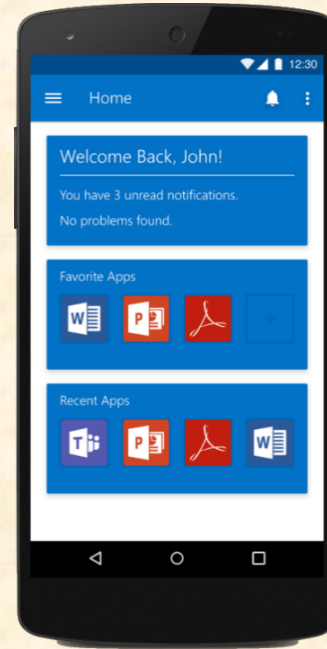 12:30
Home
Welcome Back, John!
You have 3 unread notifications.
No problems found.
Favorite Apps
W
P
+
Recent Apps
T
P
W